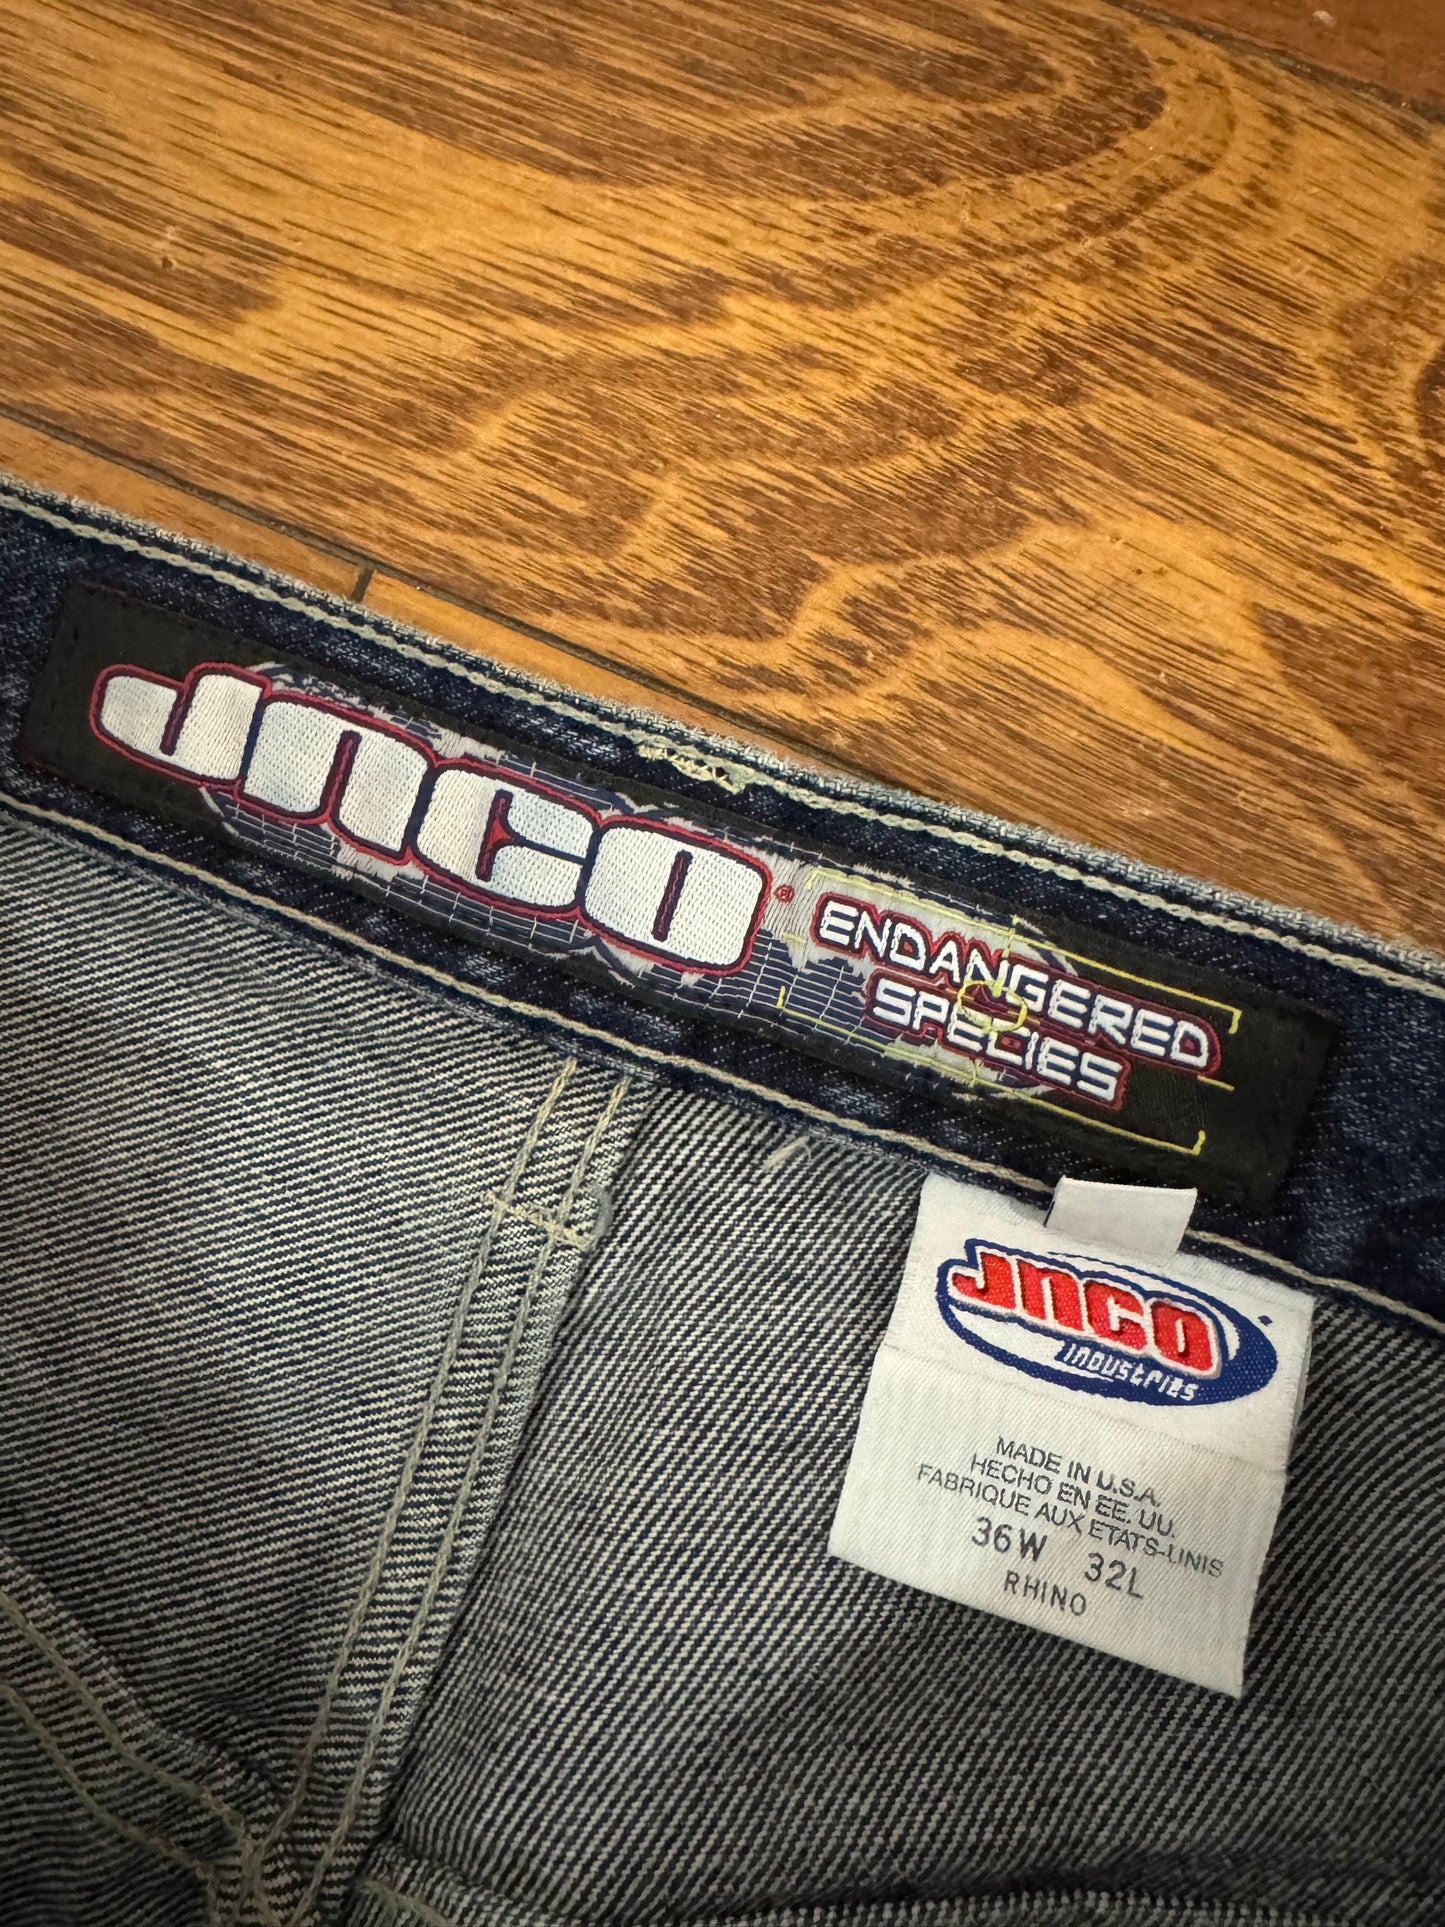 JNCO®
ENDANGERED
SPECIES
JNCO
INDUSTRIES
MADE IN U.S.A.
HECHO EN EE. UU.
FABRIQUE AUX ETATS-UNIS
36W 32L
RHINO